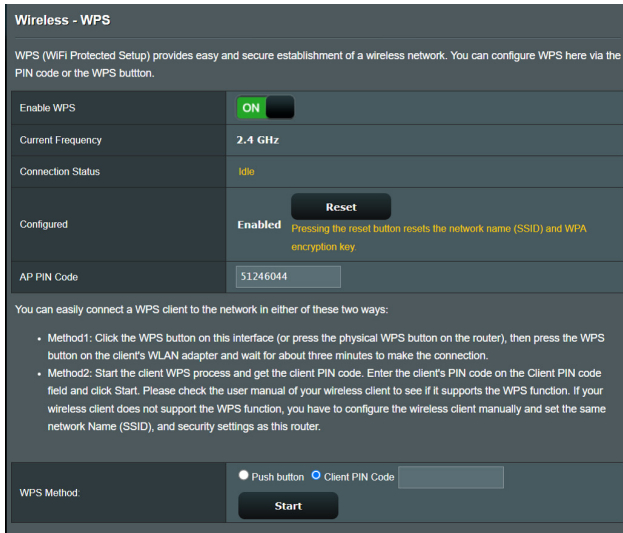 Wireless - WPS
WPS (WiFi Protected Setup) provides easy and secure establishment of a wireless network. You can configure WPS here via the
PIN code or the WPS buttton.
Enable WPS
ON
Current Frequency
2.4 GHz
Connection Status
Idle
Configured
Enabled
Reset
Pressing the reset button resets the network name (SSID) and WPA
encryption key.
AP PIN Code
51246044
You can easily connect a WPS client to the network in either of these two ways:
• Method1: Click the WPS button on this interface (or press the physical WPS button on the router), then press the WPS
button on the client's WLAN adapter and wait for about three minutes to make the connection.
• Method2: Start the client WPS process and get the client PIN code. Enter the client's PIN code on the Client PIN code
field and click Start. Please check the user manual of your wireless client to see if it supports the WPS function. If your
wireless client does not support the WPS function, you have to configure the wireless client manually and set the same
network Name (SSID), and security settings as this router.
WPS Method:
Push button Client PIN Code
Start